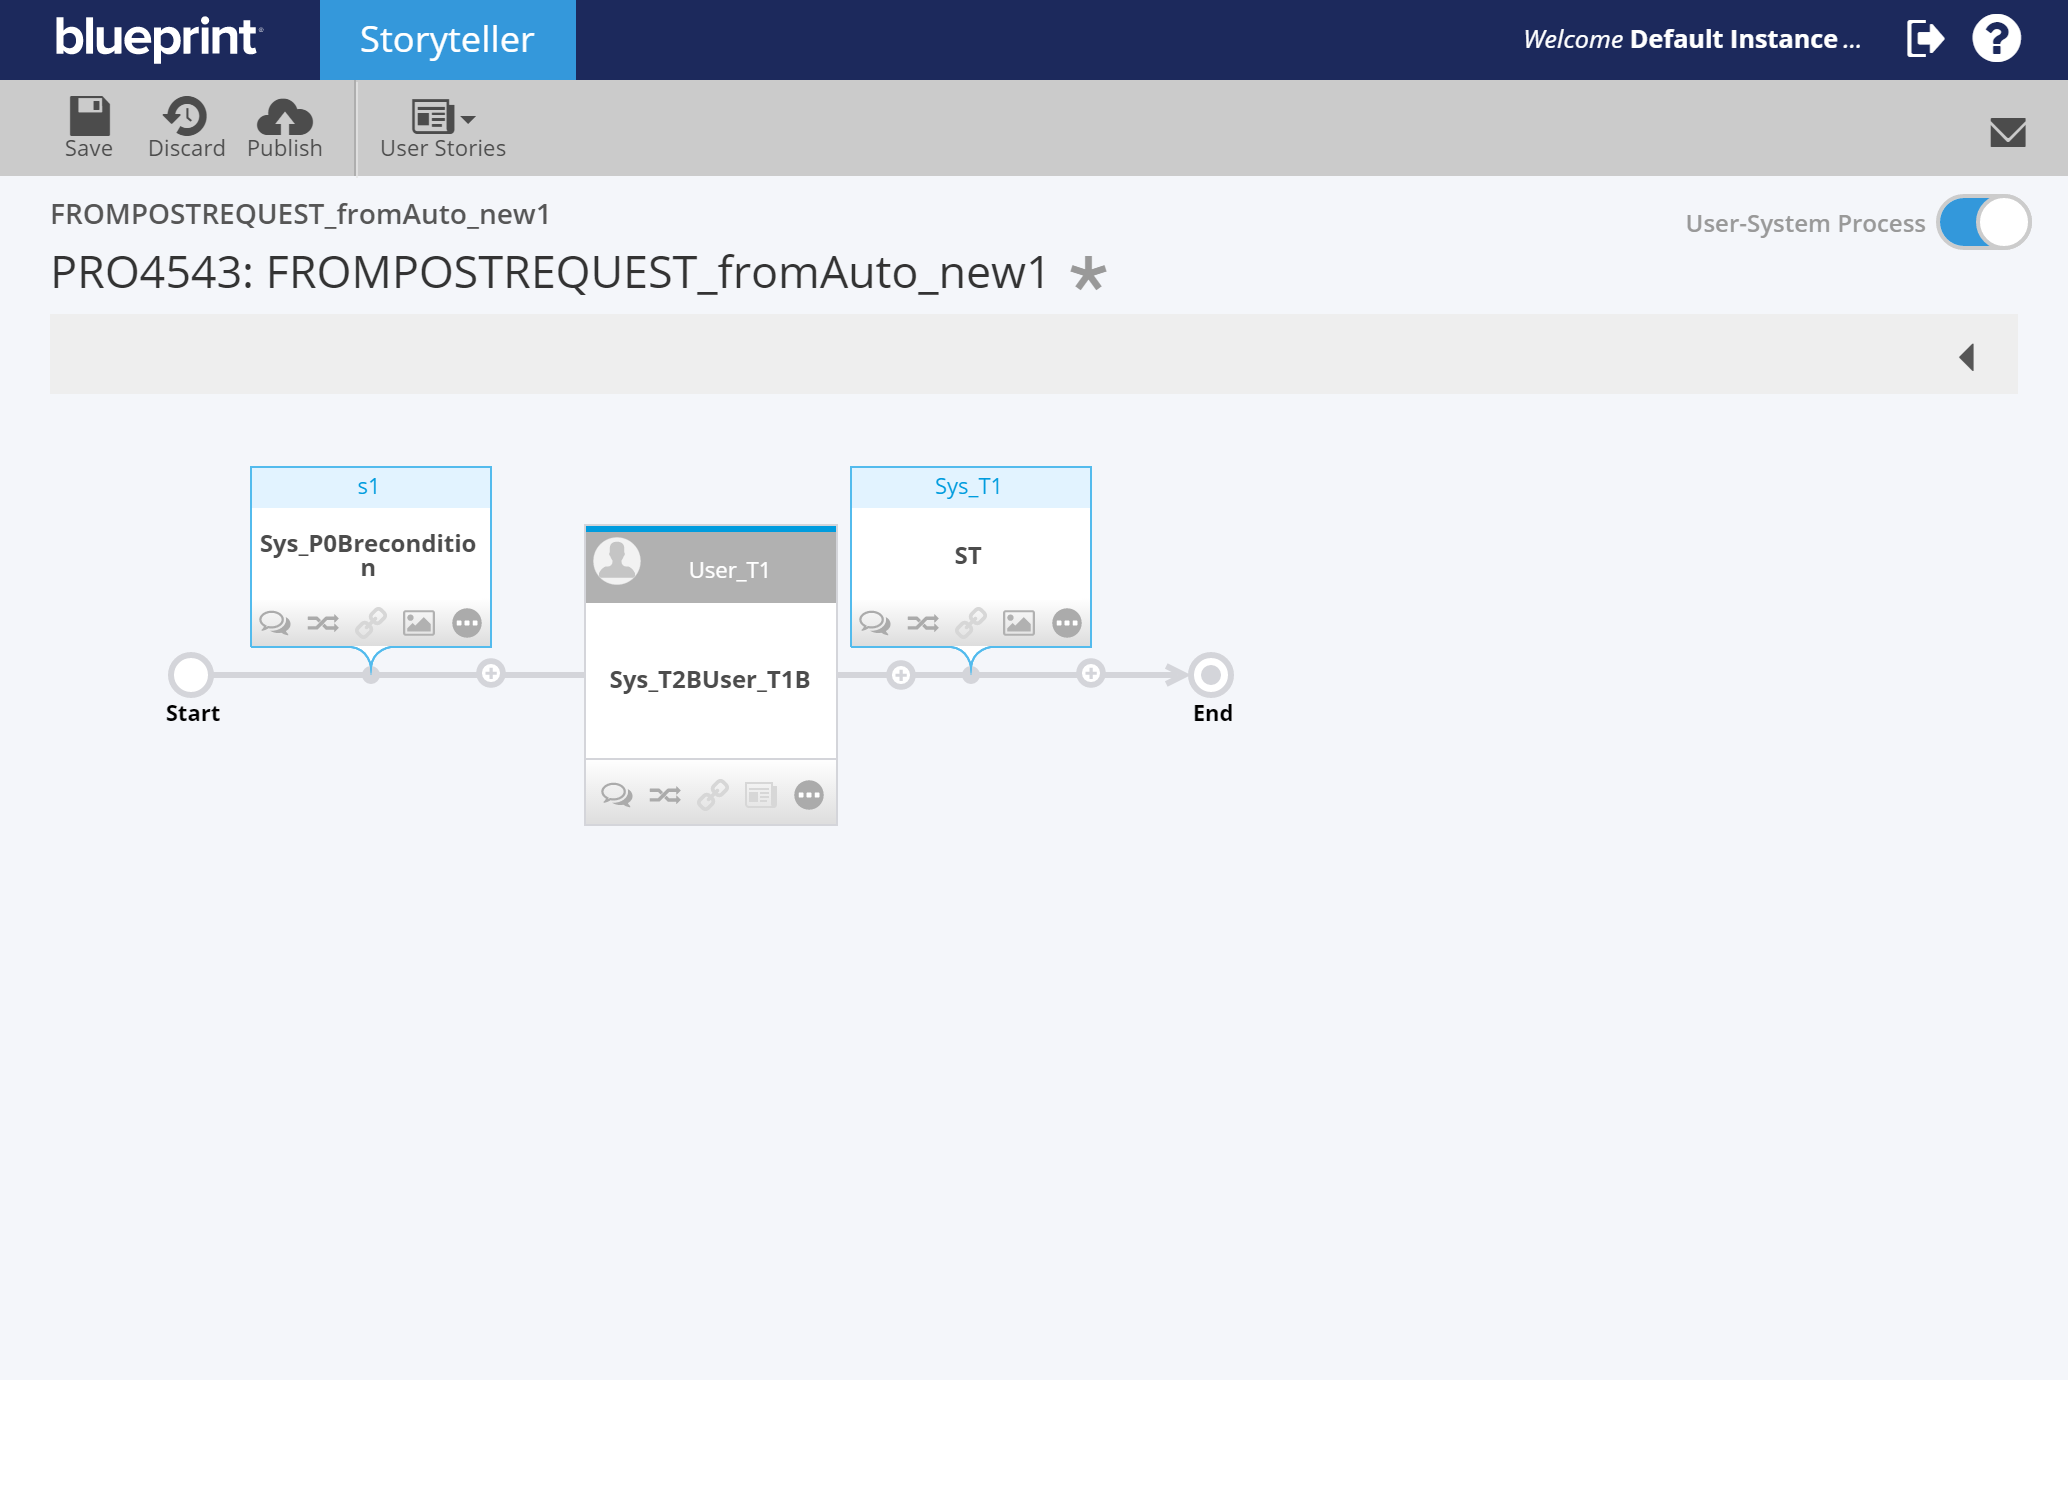 blueprint
Storyteller
Welcome Default Instance ...
Save
Discard
Publish
User Stories
FROMPOSTREQUEST_fromAuto_new1
User-System Process
PRO4543: FROMPOSTREQUEST_fromAuto_new1 *
s1
Sys_P0Brecondítio
n
User_T1
Sys_T2BUser_T1B
Sys_T1
ST
Start
End